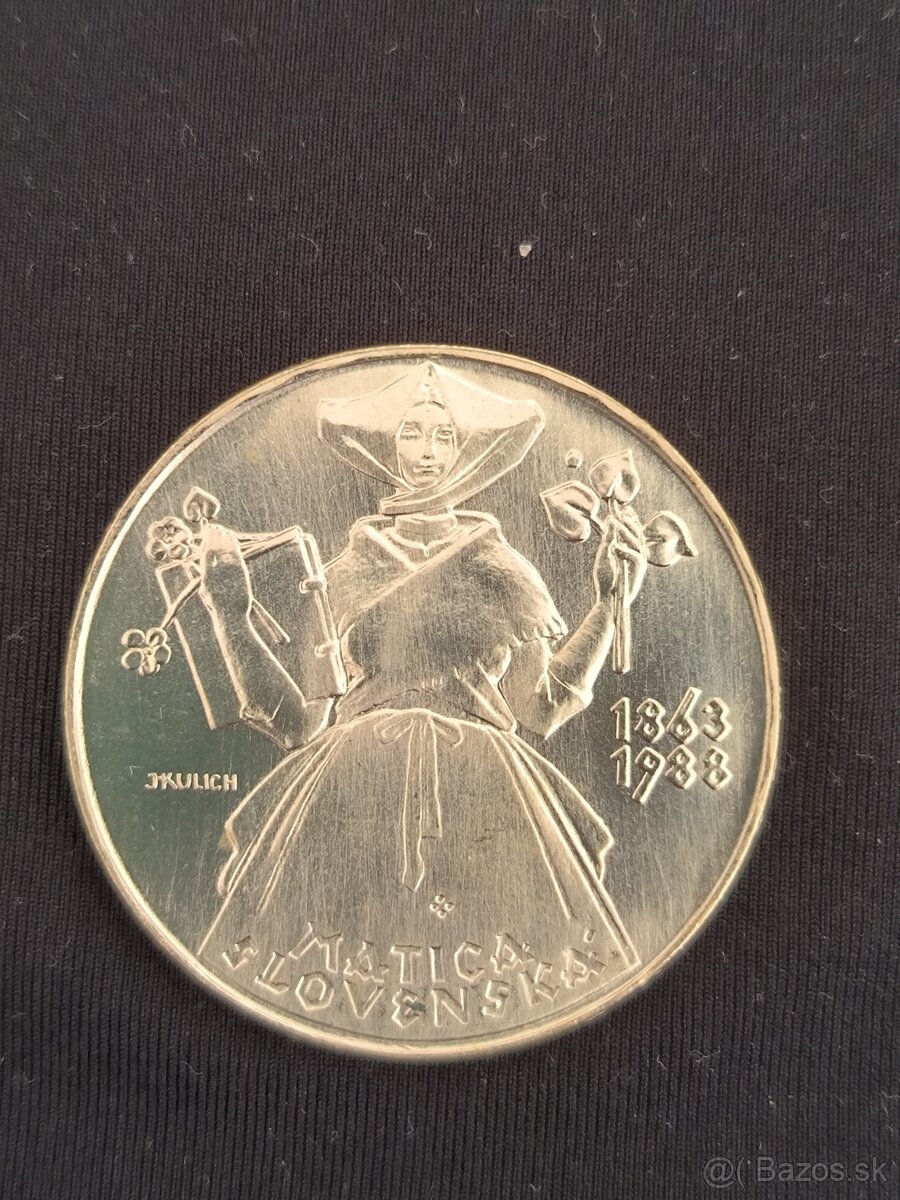 1863
1988
J•KULICH
MATICA
SLOVENSKÁ
@( Bazos.sk